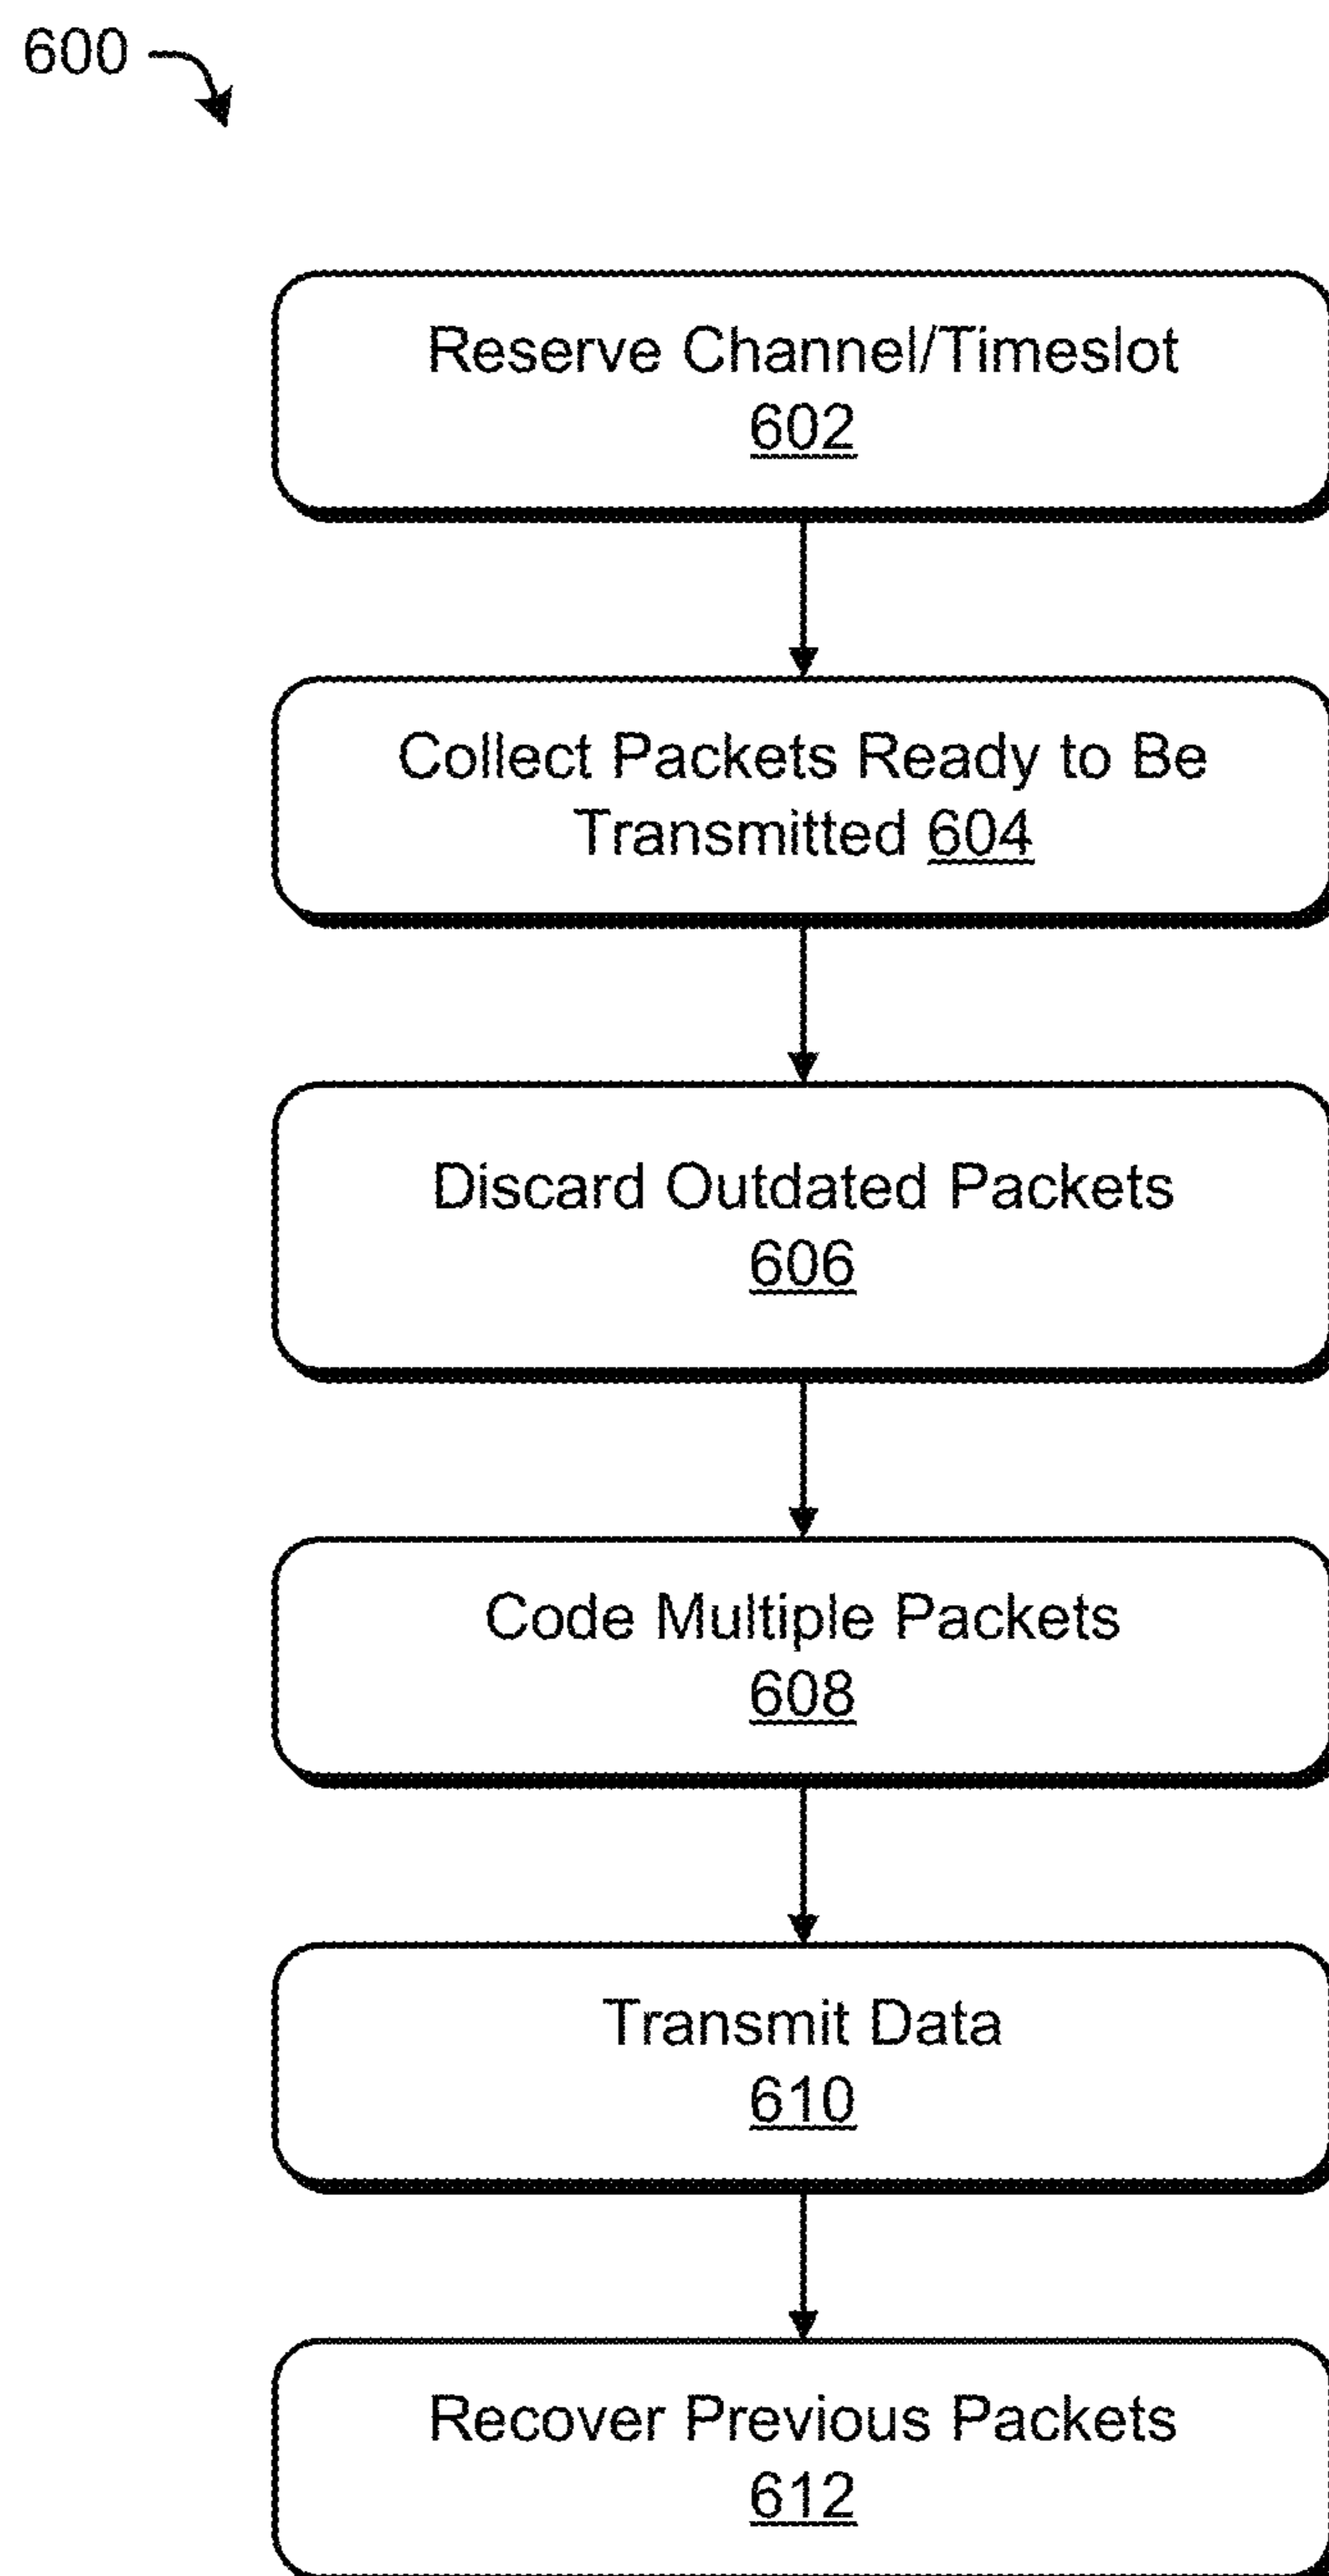 600
Reserve Channel/Timeslot
602
Collect Packets Ready to Be
Transmitted 604
Discard Outdated Packets
606
Code Multiple Packets
608
Transmit Data
610
Recover Previous Packets
612